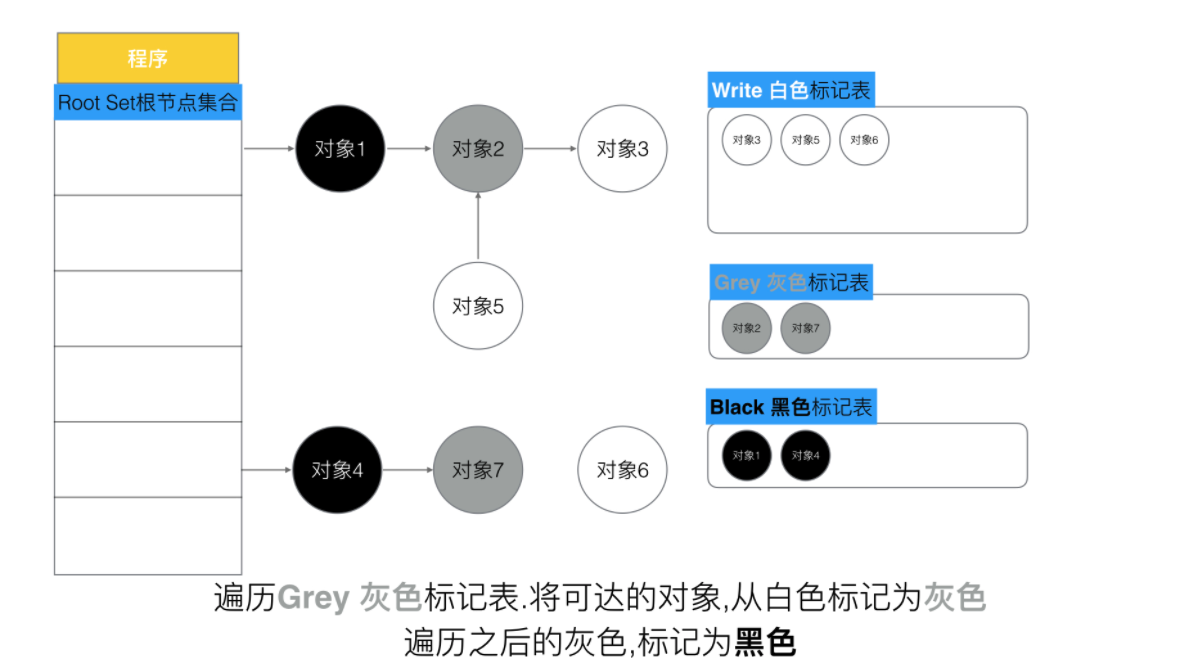 程序
Root Set根节点集合
对象1
对象2
对象3
对象5
对象4
对象7
对象6
Write 白色标记表
对象3
对象5
对象6
Grey 灰色标记表
对象2
对象7
Black 黑色标记表
对象1
对象4
遍历Grey 灰色标记表.将可达的对象,从白色标记为灰色
遍历之后的灰色,标记为黑色